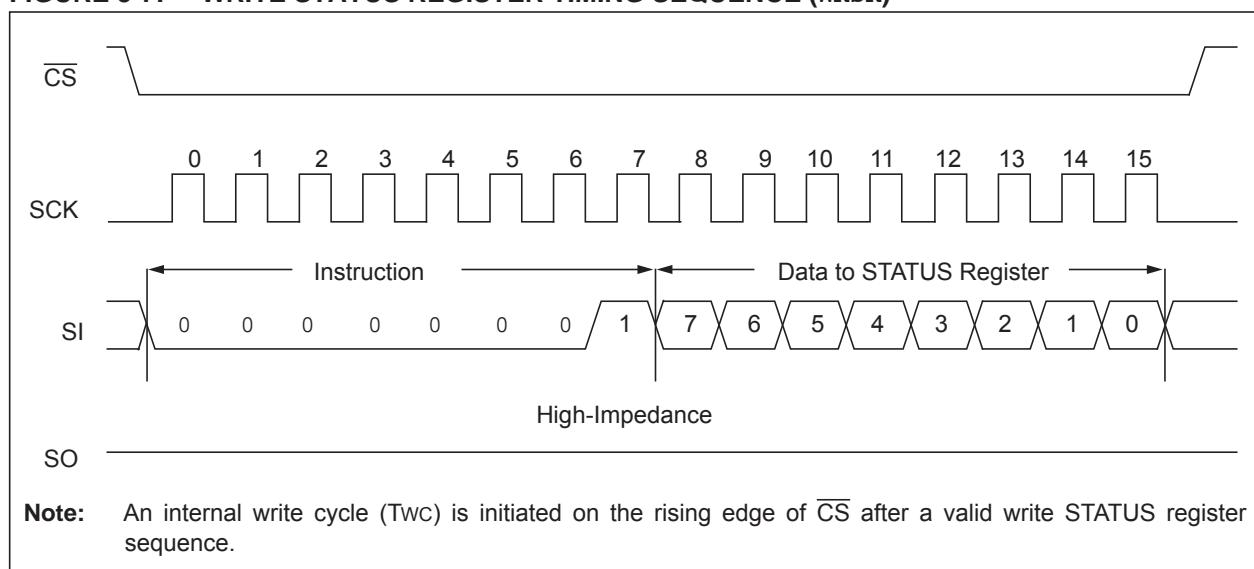 CS
0 1 2 3 4 5 6 7 8 9 10 11 12 13 14 15
SCK
Instruction Data to STATUS Register
SI 0 0 0 0 0 0 0 1 7 6 5 4 3 2 1 0
High-Impedance
SO
Note: An internal write cycle (TWC) is initiated on the rising edge of CS after a valid write STATUS register
sequence.